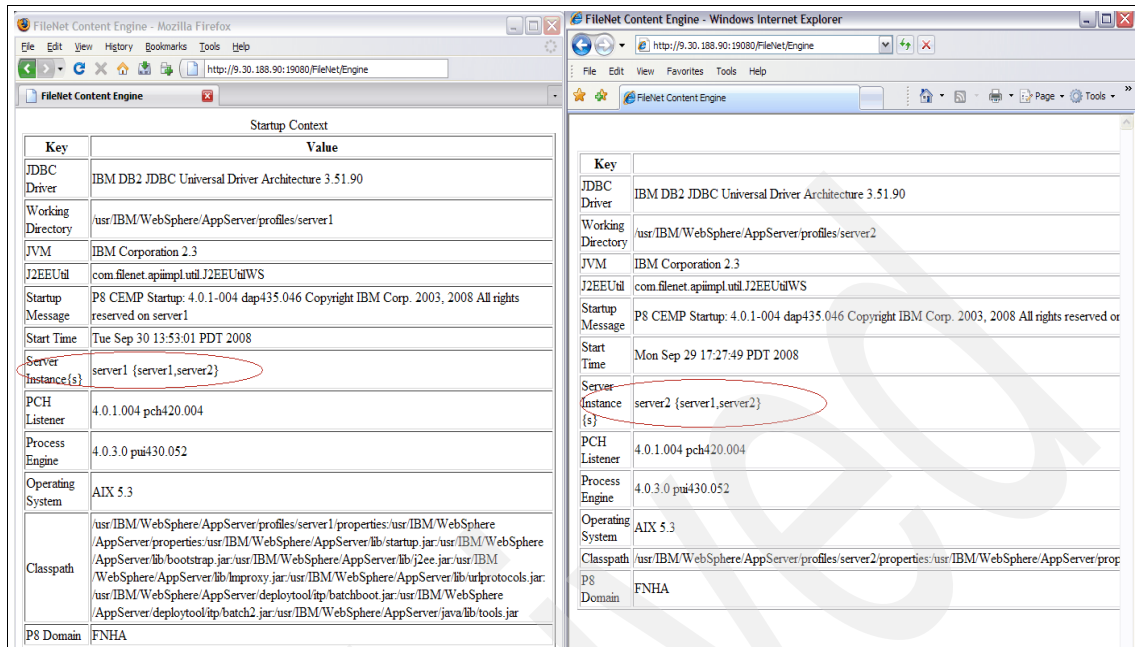 FileNet Content Engine - Mozilla Firefox
File Edit View History Bookmarks Tools Help
http://9.30.188.90:19080/FileNet/Engine
FileNet Content Engine
Startup Context
Key Value
JDBC
Driver
IBM DB2 JDBC Universal Driver Architecture 3.51.90
Working
Directory
/usr/IBM/WebSphere/AppServer/profiles/server1
JVM IBM Corporation 2.3
J2EEUtil com.filenet.apiimpl.util.J2EEUtilWS
Startup
Message
P8 CEMP Startup: 4.0.1-004 dap435.046 Copyright IBM Corp. 2003, 2008 All rights
reserved on server1
Start Time Tue Sep 30 13:53:01 PDT 2008
Server
Instance{s}
server1 {server1,server2}
PCH
Listener
4.0.1.004 pch420.004
Process
Engine
4.0.3.0 pui430.052
Operating
System
AIX 5.3
Classpath
/usr/IBM/WebSphere/AppServer/profiles/server1/properties:/usr/IBM/WebSphere
/AppServer/properties:/usr/IBM/WebSphere/AppServer/lib/startup.jar:/usr/IBM/WebSphere
/AppServer/lib/bootstrap.jar:/usr/IBM/WebSphere/AppServer/lib/j2ee.jar:/usr/IBM
/WebSphere/AppServer/lib/lmproxy.jar:/usr/IBM/WebSphere/AppServer/lib/urlprotocols.jar:
/usr/IBM/WebSphere/AppServer/deploytool/itp/batchboot.jar:/usr/IBM/WebSphere
/AppServer/deploytool/itp/batch2.jar:/usr/IBM/WebSphere/AppServer/java/lib/tools.jar
P8 Domain FNHA
FileNet Content Engine - Windows Internet Explorer
http://9.30.188.90:19080/FileNet/Engine
File Edit View Favorites Tools Help
FileNet Content Engine Page Tools
Key
JDBC
Driver
IBM DB2 JDBC Universal Driver Architecture 3.51.90
Working
Directory
/usr/IBM/WebSphere/AppServer/profiles/server2
JVM IBM Corporation 2.3
J2EEUtil com.filenet.apiimpl.util.J2EEUtilWS
Startup
Message
P8 CEMP Startup: 4.0.1-004 dap435.046 Copyright IBM Corp. 2003, 2008 All rights reserved or
Start
Time
Mon Sep 29 17:27:49 PDT 2008
Server
Instance
{s}
server2 {server1,server2}
PCH
Listener
4.0.1.004 pch420.004
Process
Engine
4.0.3.0 pui430.052
Operating
System
AIX 5.3
Classpath /usr/IBM/WebSphere/AppServer/profiles/server2/properties:/usr/IBM/WebSphere/AppServer/prop
P8
Domain
FNHA